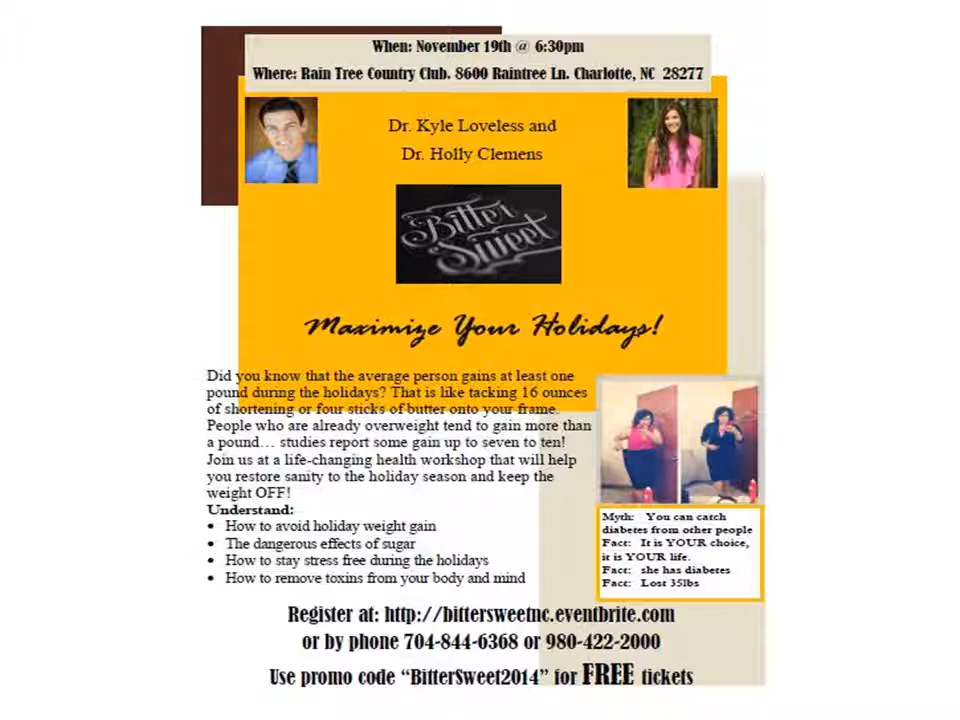 When: November 19th @ 6:30pm
Where: Rain Tree Country Club. 8600 Raintree Ln. Charlotte, NC 28277
Dr. Kyle Loveless and
Dr. Holly Clemens
Bitter
Sweet
Maximize Your Holidays!
Did you know that the average person gains at least one
pound during the holidays? That is like tacking 16 ounces
of shortening or four sticks of butter onto your frame.
People who are already overweight tend to gain more than
a pound... studies report some gain up to seven to ten!
Join us at a life-changing health workshop that will help
you restore sanity to the holiday season and keep the
weight OFF!
Understand:
• How to avoid holiday weight gain
• The dangerous effects of sugar
• How to stay stress free during the holidays
• How to remove toxins from your body and mind
Myth: You can catch
diabetes from other people
Fact: It is YOUR choice,
it is YOUR life.
Fact: she has diabetes
Fact: Lost 35lbs
Register at: http://bittersweetnc.eventbrite.com
or by phone 704-844-6368 or 980-422-2000
Use promo code “BitterSweet2014” for FREE tickets